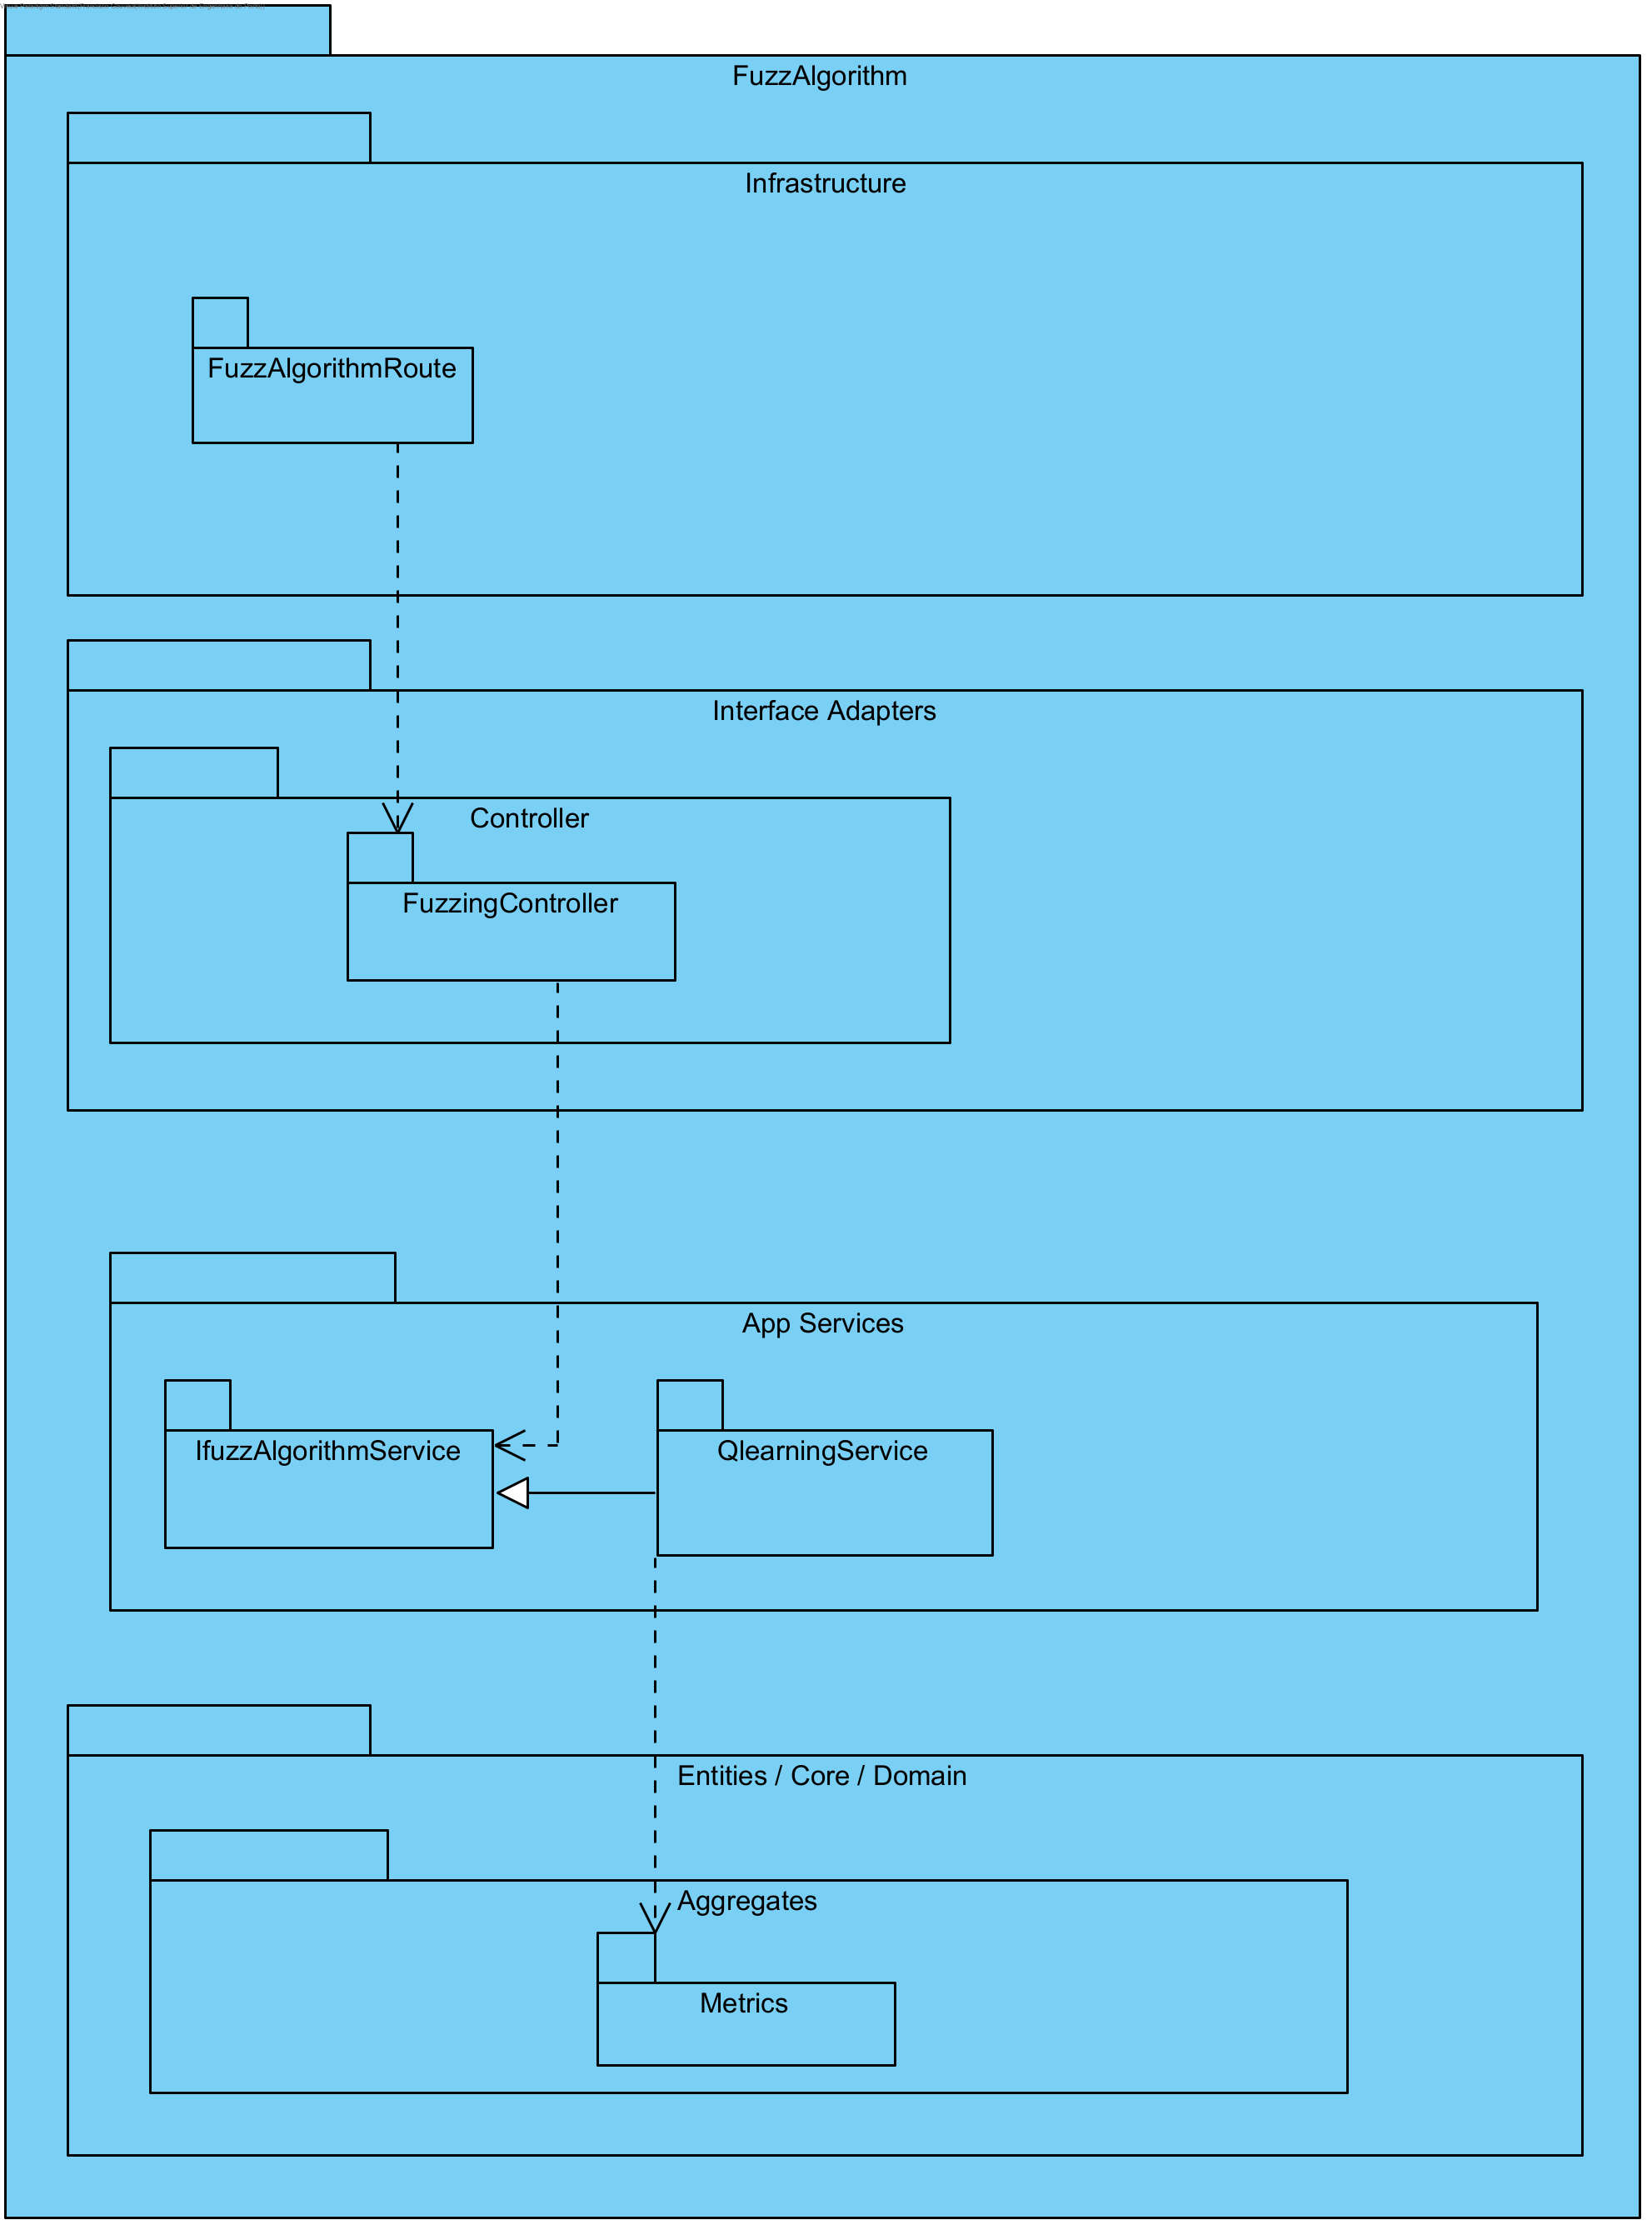 FuzzAlgorithm
Infrastructure
FuzzAlgorithmRoute
Interface Adapters
Controller
FuzzingController
App Services
IfuzzAlgorithmService
QlearningService
Entities / Core / Domain
Aggregates
Metrics